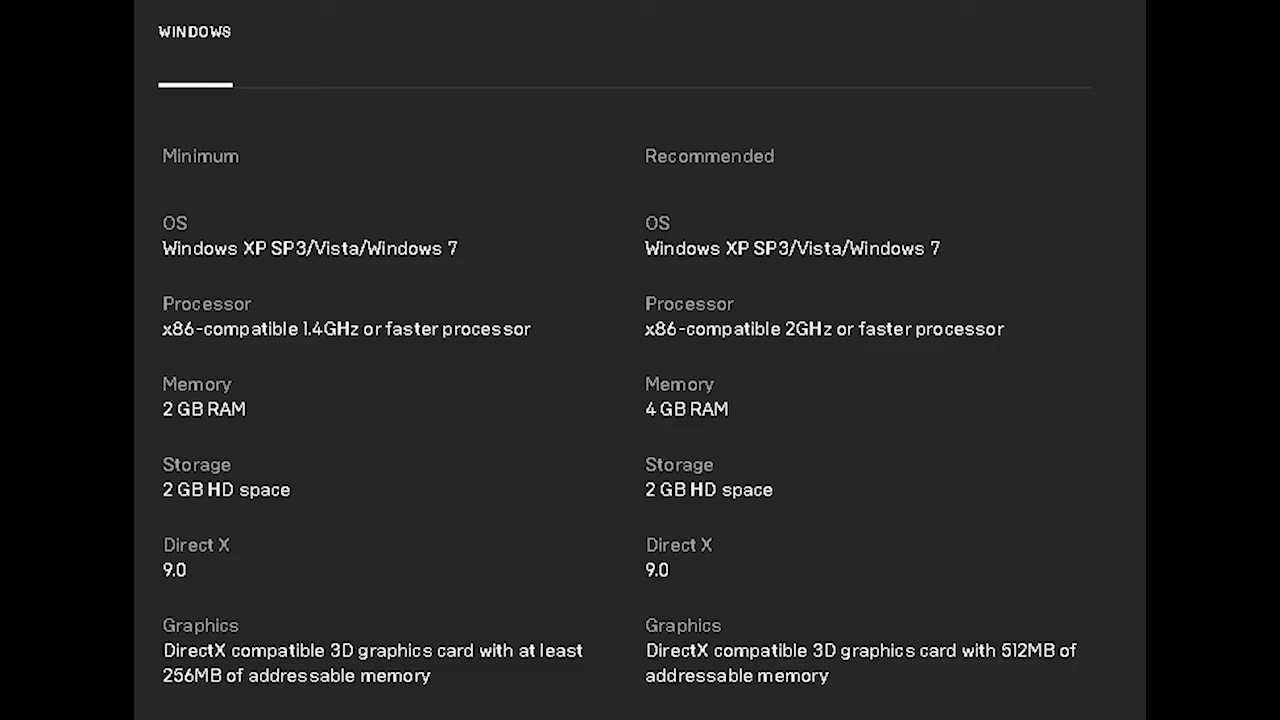 WINDOWS
Minimum
Recommended
OS
Windows XP SP3/Vista/Windows 7
OS
Windows XP SP3/Vista/Windows 7
Processor
x86-compatible 1.4GHz or faster processor
Processor
x86-compatible 2GHz or faster processor
Memory
2 GB RAM
Memory
4 GB RAM
Storage
2 GB HD space
Storage
2 GB HD space
Direct X
9.0
Direct X
9.0
Graphics
DirectX compatible 3D graphics card with at least
256MB of addressable memory
Graphics
DirectX compatible 3D graphics card with 512MB of
addressable memory